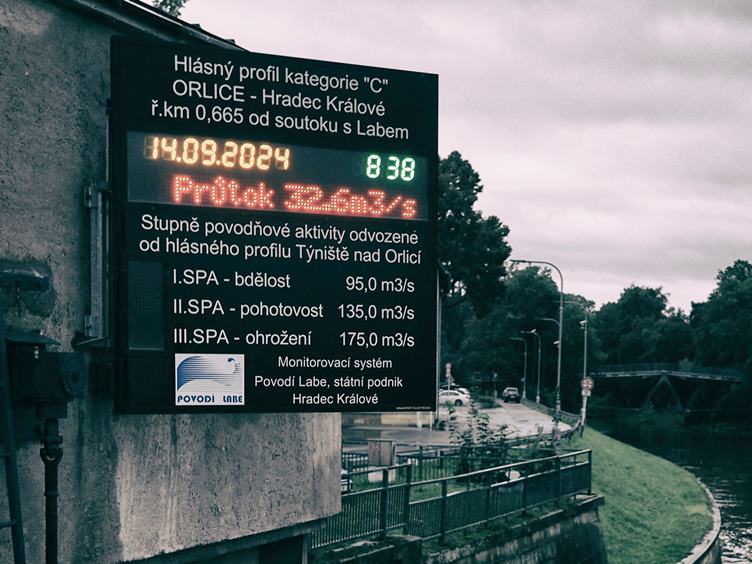 Hlásný profil kategorie "C"
ORLICE - Hradec Králové
ř.km 0,665 od soutoku s Labem
14.09.2024 8 38
Průtok 32.6m3/s
Stupně povodňové aktivity odvozené
od hlásného profilu Týniště nad Orlicí
I.SPA - bdělost 95,0 m3/s
II.SPA - pohotovost 135,0 m3/s
III.SPA - ohrožení 175,0 m3/s
Monitorovací systém
Povodí Labe, státní podnik
Hradec Králové
POVODÍ LABE